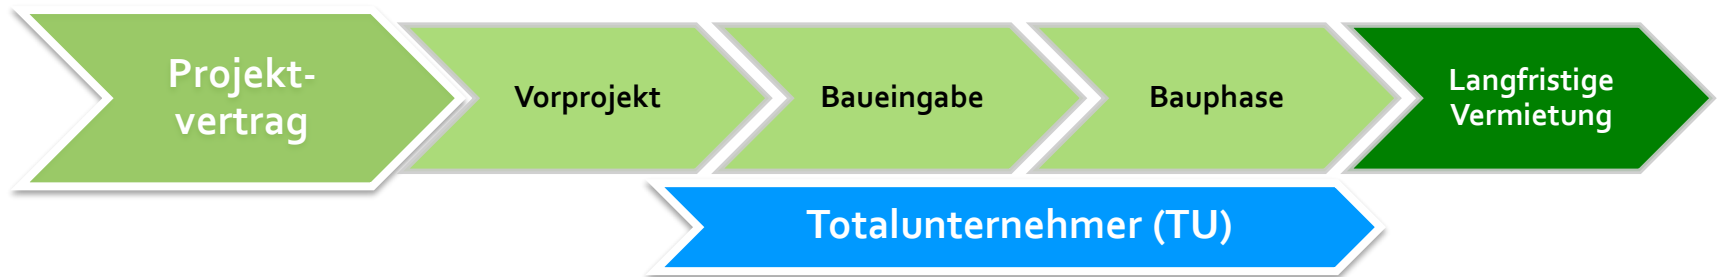 Projekt-
vertrag
Vorprojekt
Baueingabe
Bauphase
Langfristige
Vermietung
Totalunternehmer (TU)